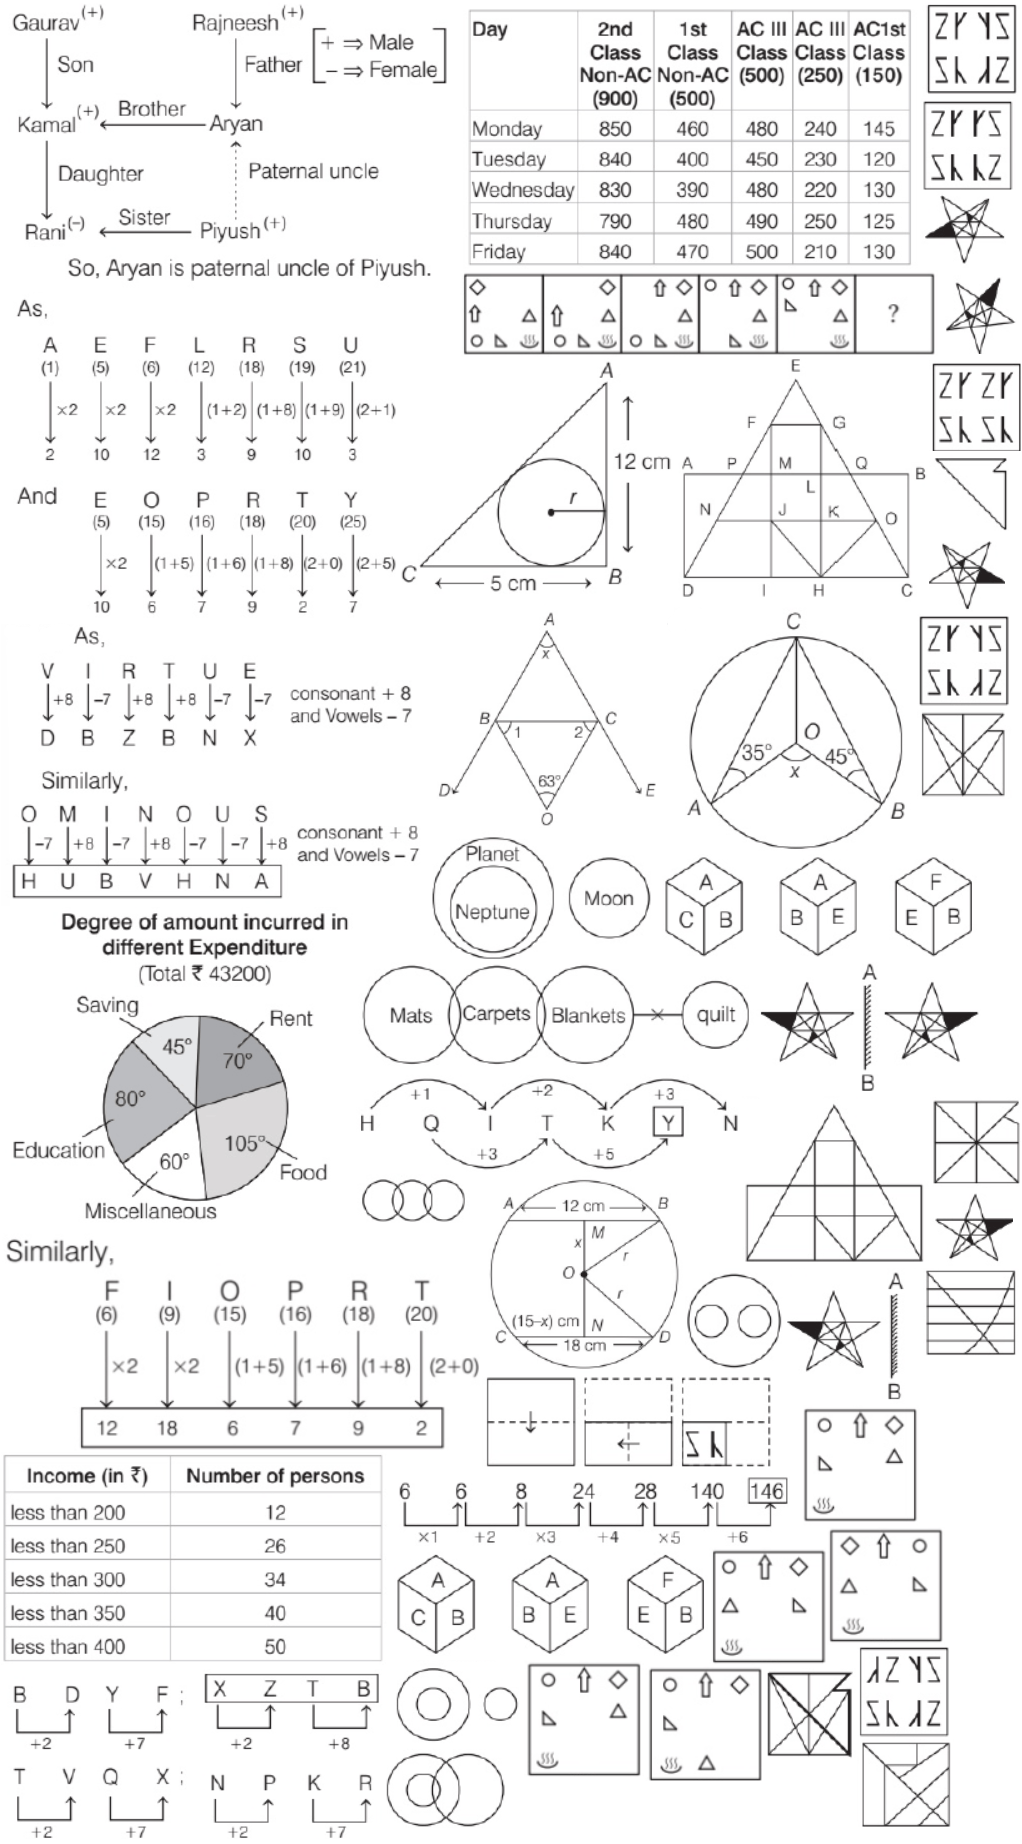 Gaurav(+)
Rajneesh(+)
+ ⇒ Male
− ⇒ Female
Son
Father
Kamal(+)
Brother
Aryan
Daughter
Paternal uncle
Rani(−)
Sister
Piyush(+)
So, Aryan is paternal uncle of Piyush.
As,
A E F L R S U
(1) (5) (6) (12) (18) (19) (21)
×2 ×2 ×2 (1+2) (1+8) (1+9) (2+1)
2 10 12 3 9 10 3
And
E O P R T Y
(5) (15) (16) (18) (20) (25)
×2 (1+5) (1+6) (1+8) (2+0) (2+5)
10 6 7 9 2 7
As,
V I R T U E
+8 −7 +8 +8 −7 −7
consonant + 8
and Vowels − 7
D B Z B N X
Similarly,
O M I N O U S
−7 +8 −7 +8 −7 −7 +8
consonant + 8
and Vowels − 7
H U B V H N A
Degree of amount incurred in
different Expenditure
(Total ₹ 43200)
Saving
Rent
45°
70°
80°
105°
60°
Education
Food
Miscellaneous
Similarly,
F I O P R T
(6) (9) (15) (16) (18) (20)
×2 ×2 (1+5) (1+6) (1+8) (2+0)
12 18 6 7 9 2
Income (in ₹) Number of persons
less than 200 12
less than 250 26
less than 300 34
less than 350 40
less than 400 50
B D Y F ; X Z T B
+2 +7 +2 +8
T V Q X ; N P K R
+2 +7 +2 +7
Day 2nd Class Non-AC (900) 1st Class Non-AC (500) AC III Class (500) AC III Class (250) AC1st Class (150)
Monday 850 460 480 240 145
Tuesday 840 400 450 230 120
Wednesday 830 390 480 220 130
Thursday 790 480 490 250 125
Friday 840 470 500 210 130
?
A
12 cm
r
C
5 cm
B
E
F G
A P M Q B
L
N J K O
D I H C
A
x
B 1 2 C
63°
D E
O
C
O
35° 45°
x
A B
Planet
Neptune
Moon
A
C B
A
B E
F
E B
Mats
Carpets
Blankets
quilt
A
B
+1 +2 +3
H Q I T K Y N
+3 +5
A 12 cm B
M
x
r
O
r
(15−x) cm N
C 18 cm D
A
B
6 6 8 24 28 140 146
×1 +2 ×3 +4 ×5 +6
A
C B
A
B E
F
E B